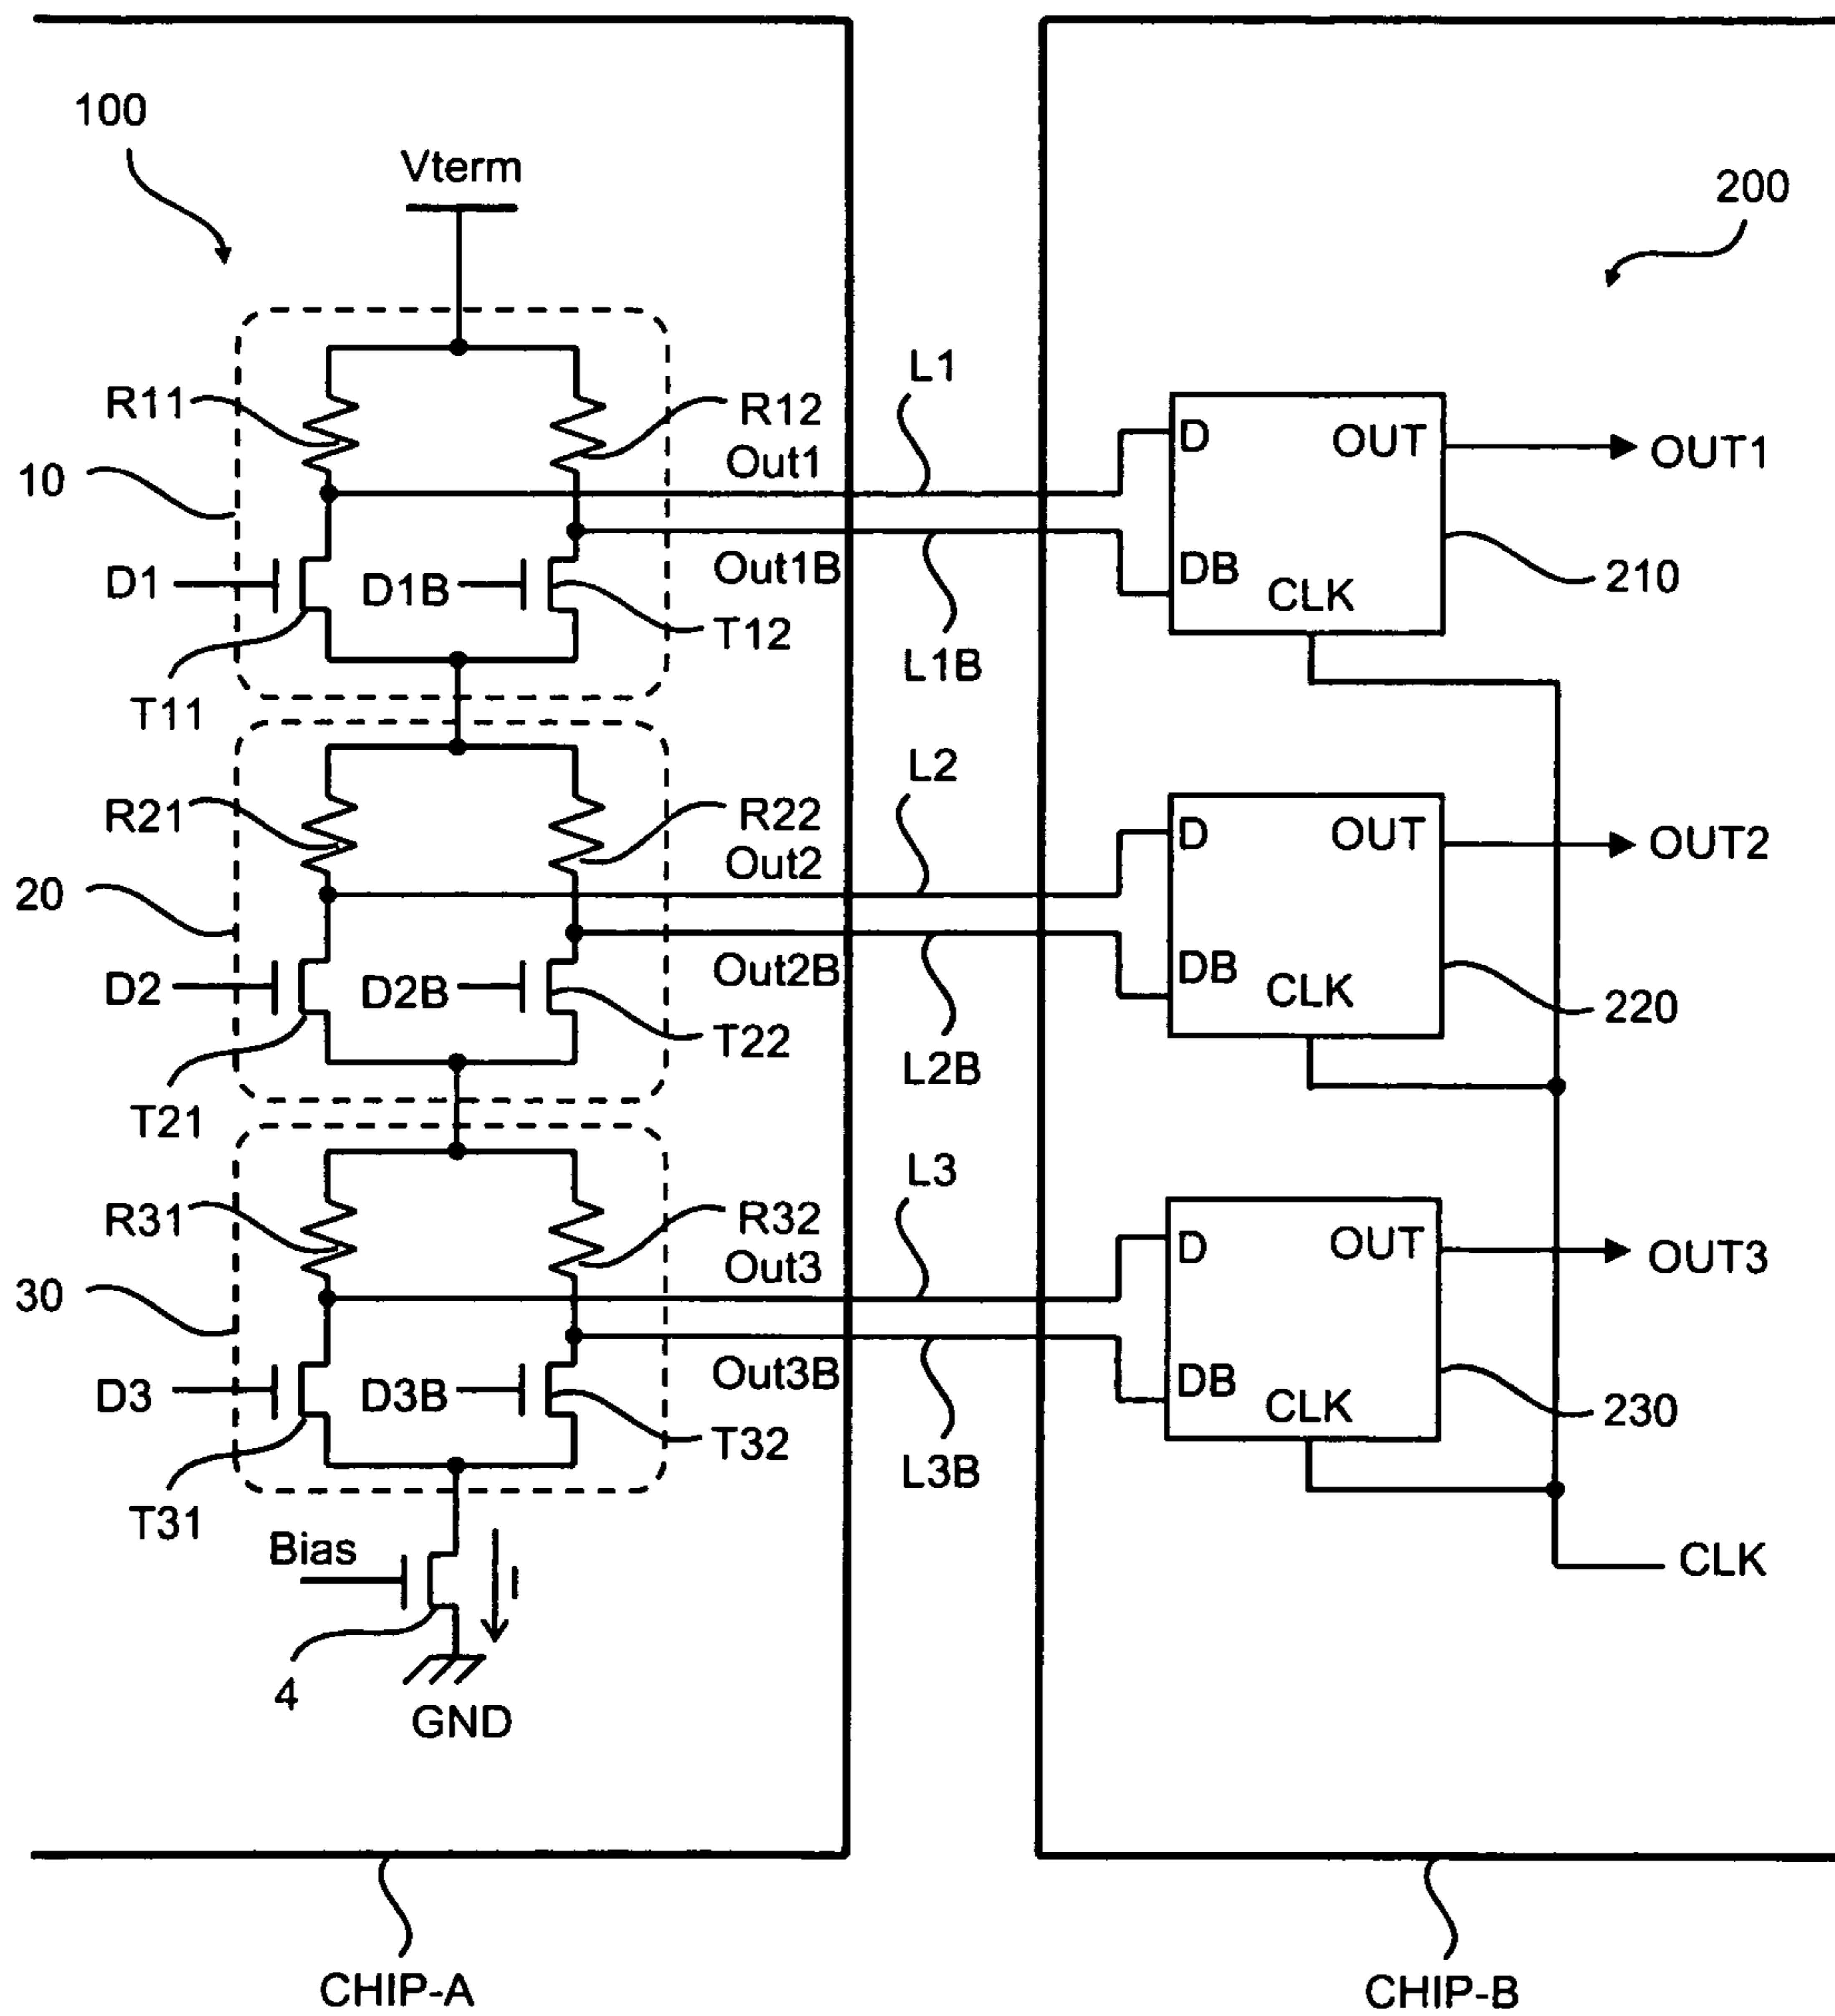 100
Vterm
200
R11
R12
L1
Out1
D
OUT
OUT1
10
D1
D1B
Out1B
DB
CLK
210
T12
L1B
T11
R21
R22
L2
Out2
D
OUT
OUT2
20
D2
D2B
Out2B
DB
CLK
220
T22
L2B
T21
R31
R32
L3
Out3
D
OUT
OUT3
30
D3
D3B
Out3B
DB
CLK
230
T32
L3B
T31
Bias
I
CLK
4
GND
CHIP-A
CHIP-B